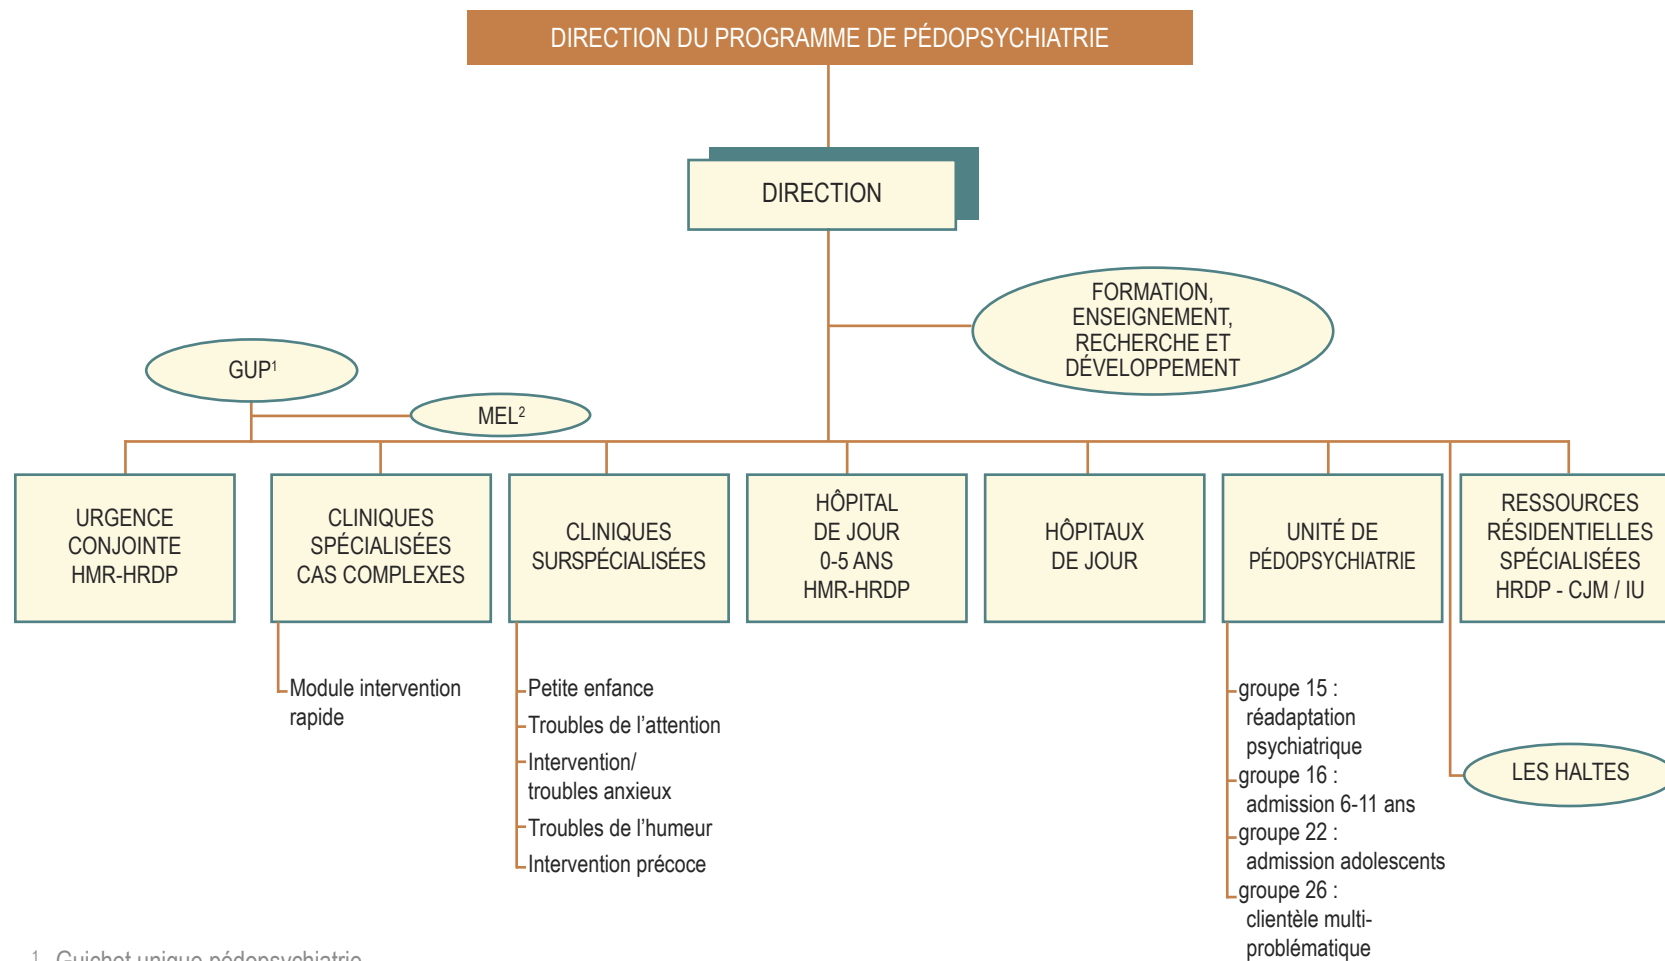 DIRECTION DU PROGRAMME DE PÉDOPSYCHIATRIE
DIRECTION
FORMATION,
ENSEIGNEMENT,
RECHERCHE ET
DÉVELOPPEMENT
GUP¹
MEL²
URGENCE
CONJOINTE
HMR-HRDP
CLINIQUES
SPÉCIALISÉES
CAS COMPLEXES
CLINIQUES
SURSPÉCIALISÉES
HÔPITAL
DE JOUR
0-5 ANS
HMR-HRDP
HÔPITAUX
DE JOUR
UNITÉ DE
PÉDOPSYCHIATRIE
RESSOURCES
RÉSIDENTIELLES
SPÉCIALISÉES
HRDP - CJM / IU
Module intervention
rapide
Petite enfance
Troubles de l’attention
Intervention/
troubles anxieux
Troubles de l’humeur
Intervention précoce
groupe 15 :
réadaptation
psychiatrique
groupe 16 :
admission 6-11 ans
groupe 22 :
admission adolescents
groupe 26 :
clientèle multi-
problématique
LES HALTES
¹ Guichet unique pédopsychiatrie